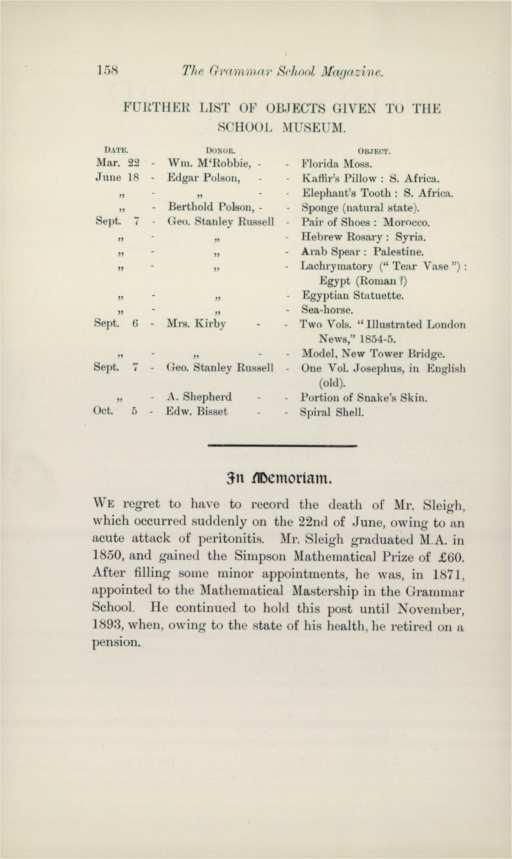 158 The Grammar School Magazine.
FURTHER LIST OF OBJECTS GIVEN TO THE
SCHOOL MUSEUM.
DATE. DONOR. OBJECT.
Mar. 22 - Wm. M'Robbie, - - Florida Moss.
June 18 - Edgar Polson, - - Kaffir's Pillow : S. Africa.
„ - „ - - Elephant's Tooth : S. Africa.
„ - Berthold Polson, - - Sponge (natural state).
Sept. 7 - Geo. Stanley Russell - Pair of Shoes : Morocco.
„ - „ - Hebrew Rosary : Syria.
„ - „ - Arab Spear : Palestine.
„ - „ - Lachrymatory (“ Tear Vase ”) :
Egypt (Roman ?)
„ - „ - Egyptian Statuette.
„ - „ - Sea-horse.
Sept. 6 - Mrs. Kirby - - Two Vols. “ Illustrated London
News,” 1854-5.
„ - „ - - Model, New Tower Bridge.
Sept. 7 - Geo. Stanley Russell - One Vol. Josephus, in English
(old).
„ - A. Shepherd - - Portion of Snake's Skin.
Oct. 5 - Edw. Bisset - - Spiral Shell.
In Memoriam.
WE regret to have to record the death of Mr. Sleigh,
which occurred suddenly on the 22nd of June, owing to an
acute attack of peritonitis. Mr. Sleigh graduated M.A. in
1850, and gained the Simpson Mathematical Prize of £60.
After filling some minor appointments, he was, in 1871,
appointed to the Mathematical Mastership in the Grammar
School. He continued to hold this post until November,
1893, when, owing to the state of his health, he retired on a
pension.